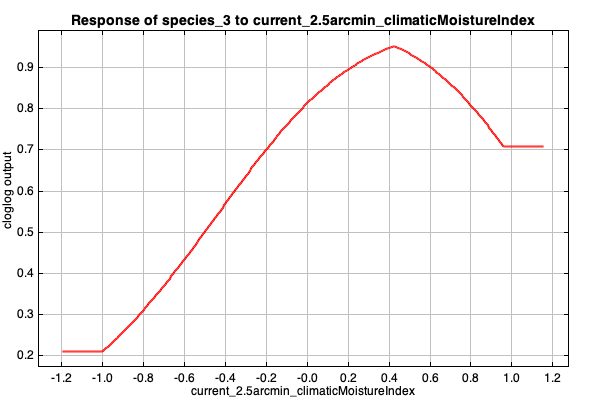 Response of species_3 to current_2.5arcmin_climaticMoistureIndex
cloglog output
0.9
0.8
0.7
0.6
0.5
0.4
0.3
0.2
-1.2 -1.0 -0.8 -0.6 -0.4 -0.2 -0.0 0.2 0.4 0.6 0.8 1.0 1.2
current_2.5arcmin_climaticMoistureIndex